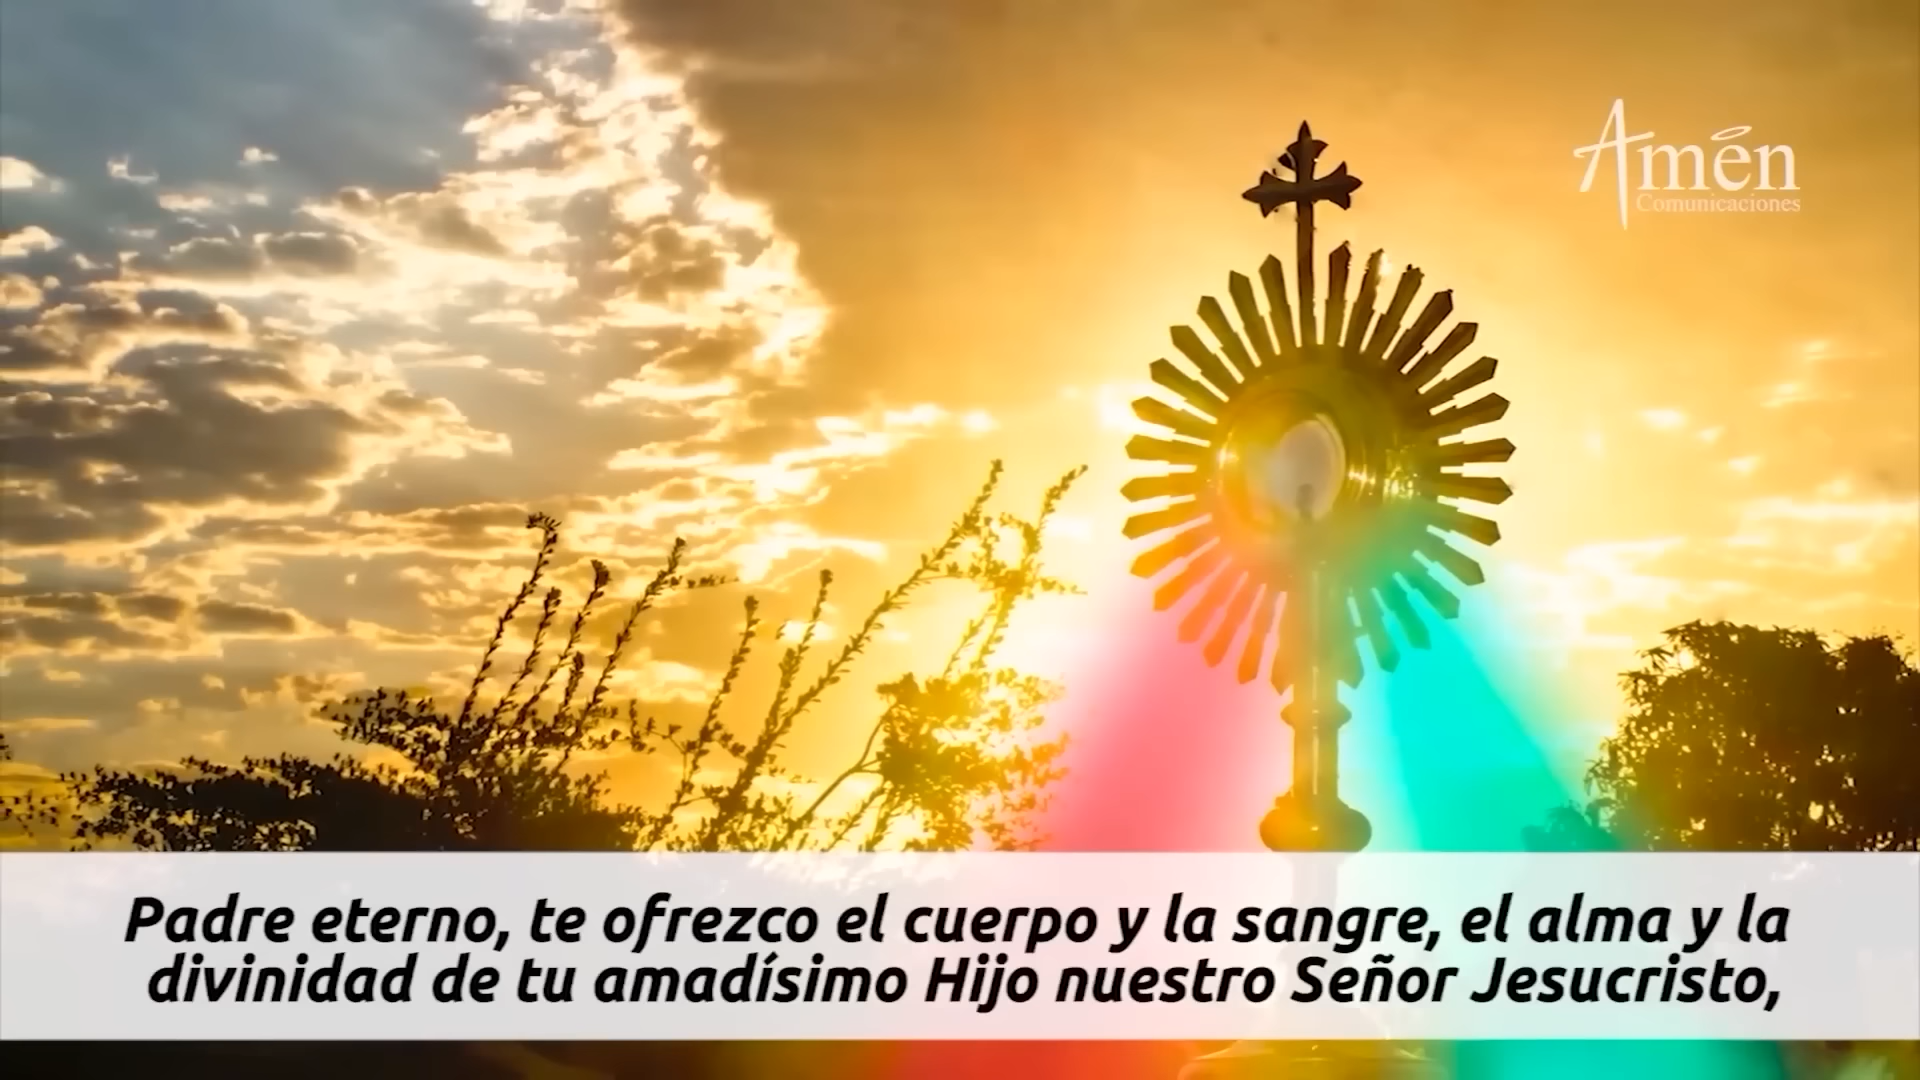 Amén
Comunicaciones
Padre eterno, te ofrezco el cuerpo y la sangre, el alma y la
divinidad de tu amadísimo Hijo nuestro Señor Jesucristo,